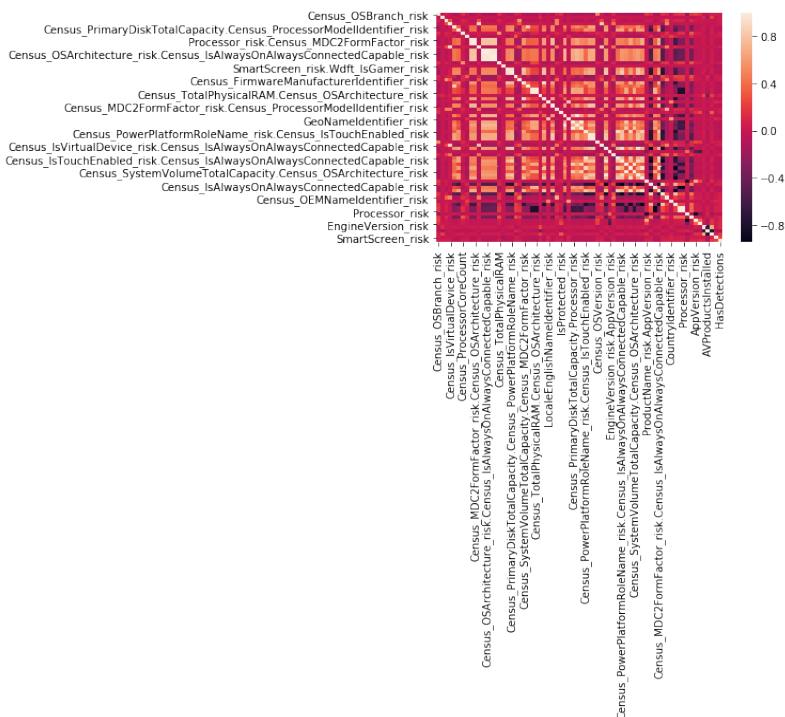 Census_OSBranch_risk
Census_PrimaryDiskTotalCapacity.Census_ProcessorModelIdentifier_risk
Processor_risk.Census_MDC2FormFactor_risk
Census_OSArchitecture_risk.Census_IsAlwaysOnAlwaysConnectedCapable_risk
SmartScreen_risk.Wdft_IsGamer_risk
Census_FirmwareManufacturerIdentifier_risk
Census_TotalPhysicalRAM.Census_OSArchitecture_risk
Census_MDC2FormFactor_risk.Census_ProcessorModelIdentifier_risk
GeoNameIdentifier_risk
Census_PowerPlatformRoleName_risk.Census_IsTouchEnabled_risk
Census_IsVirtualDevice_risk.Census_IsAlwaysOnAlwaysConnectedCapable_risk
Census_IsTouchEnabled_risk.Census_IsAlwaysOnAlwaysConnectedCapable_risk
Census_SystemVolumeTotalCapacity.Census_OSArchitecture_risk
Census_IsAlwaysOnAlwaysConnectedCapable_risk
Census_OEMNameIdentifier_risk
Processor_risk
EngineVersion_risk
SmartScreen_risk
Census_OSBranch_risk
Census_IsVirtualDevice_risk
Census_ProcessorCoreCount
Census_MDC2FormFactor_risk.Census_OSArchitecture_risk
Census_OSArchitecture_risk.Census_IsAlwaysOnAlwaysConnectedCapable_risk
Census_TotalPhysicalRAM
Census_PrimaryDiskTotalCapacity.Census_PowerPlatformRoleName_risk
Census_SystemVolumeTotalCapacity.Census_MDC2FormFactor_risk
Census_TotalPhysicalRAM.Census_OSArchitecture_risk
LocaleEnglishNameIdentifier_risk
IsProtected_risk
Census_PrimaryDiskTotalCapacity.Processor_risk
Census_PowerPlatformRoleName_risk.Census_IsTouchEnabled_risk
Census_OSVersion_risk
EngineVersion_risk.AppVersion_risk
Census_PowerPlatformRoleName_risk.Census_IsAlwaysOnAlwaysConnectedCapable_risk
Census_SystemVolumeTotalCapacity.Census_OSArchitecture_risk
ProductName_risk.AppVersion_risk
Census_MDC2FormFactor_risk.Census_IsAlwaysOnAlwaysConnectedCapable_risk
CountryIdentifier_risk
Processor_risk
AppVersion_risk
AVProductsInstalled
HasDetections
0.8
0.4
0.0
−0.4
−0.8